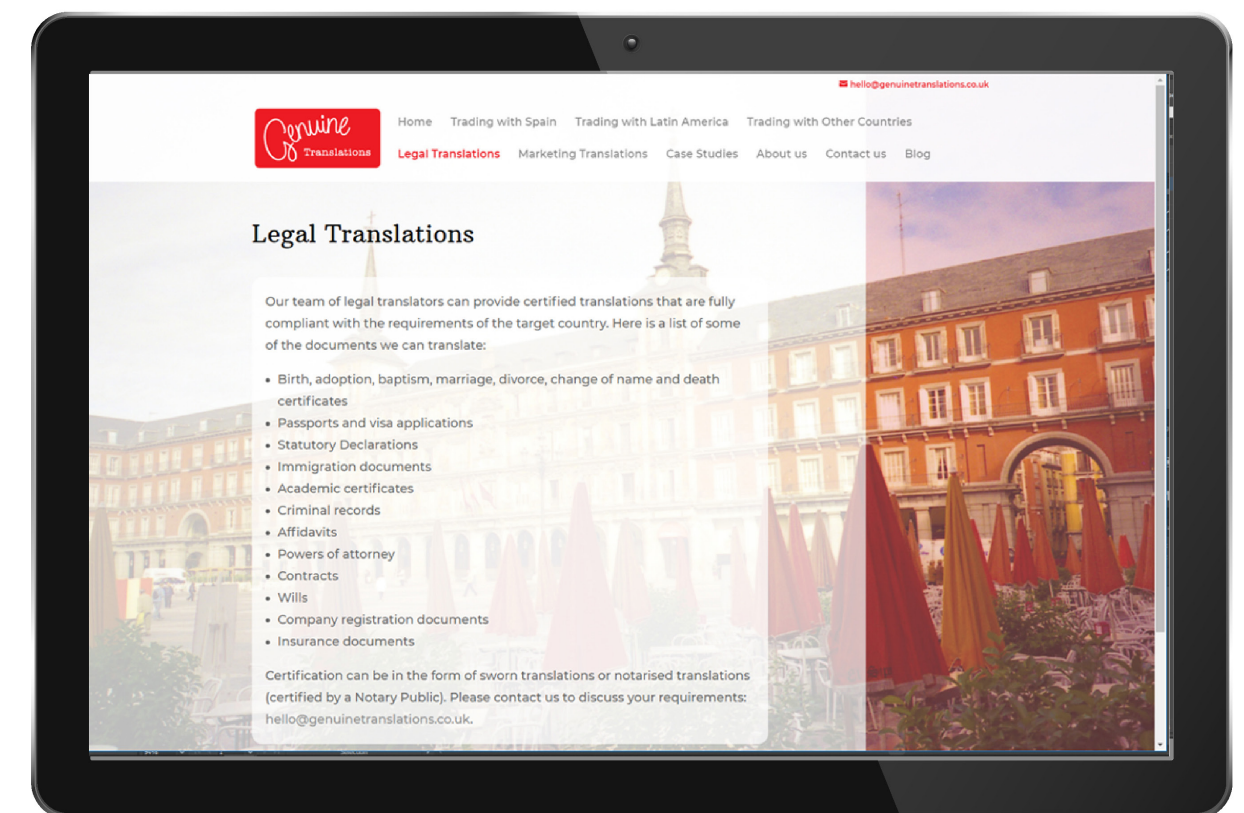 hello@genuinetranslations.co.uk
Genuine
Translations
Home Trading with Spain Trading with Latin America Trading with Other Countries
Legal Translations Marketing Translations Case Studies About us Contact us Blog
Legal Translations
Our team of legal translators can provide certified translations that are fully
compliant with the requirements of the target country. Here is a list of some
of the documents we can translate:
• Birth, adoption, baptism, marriage, divorce, change of name and death
certificates
• Passports and visa applications
• Statutory Declarations
• Immigration documents
• Academic certificates
• Criminal records
• Affidavits
• Powers of attorney
• Contracts
• Wills
• Company registration documents
• Insurance documents
Certification can be in the form of sworn translations or notarised translations
(certified by a Notary Public). Please contact us to discuss your requirements:
hello@genuinetranslations.co.uk.